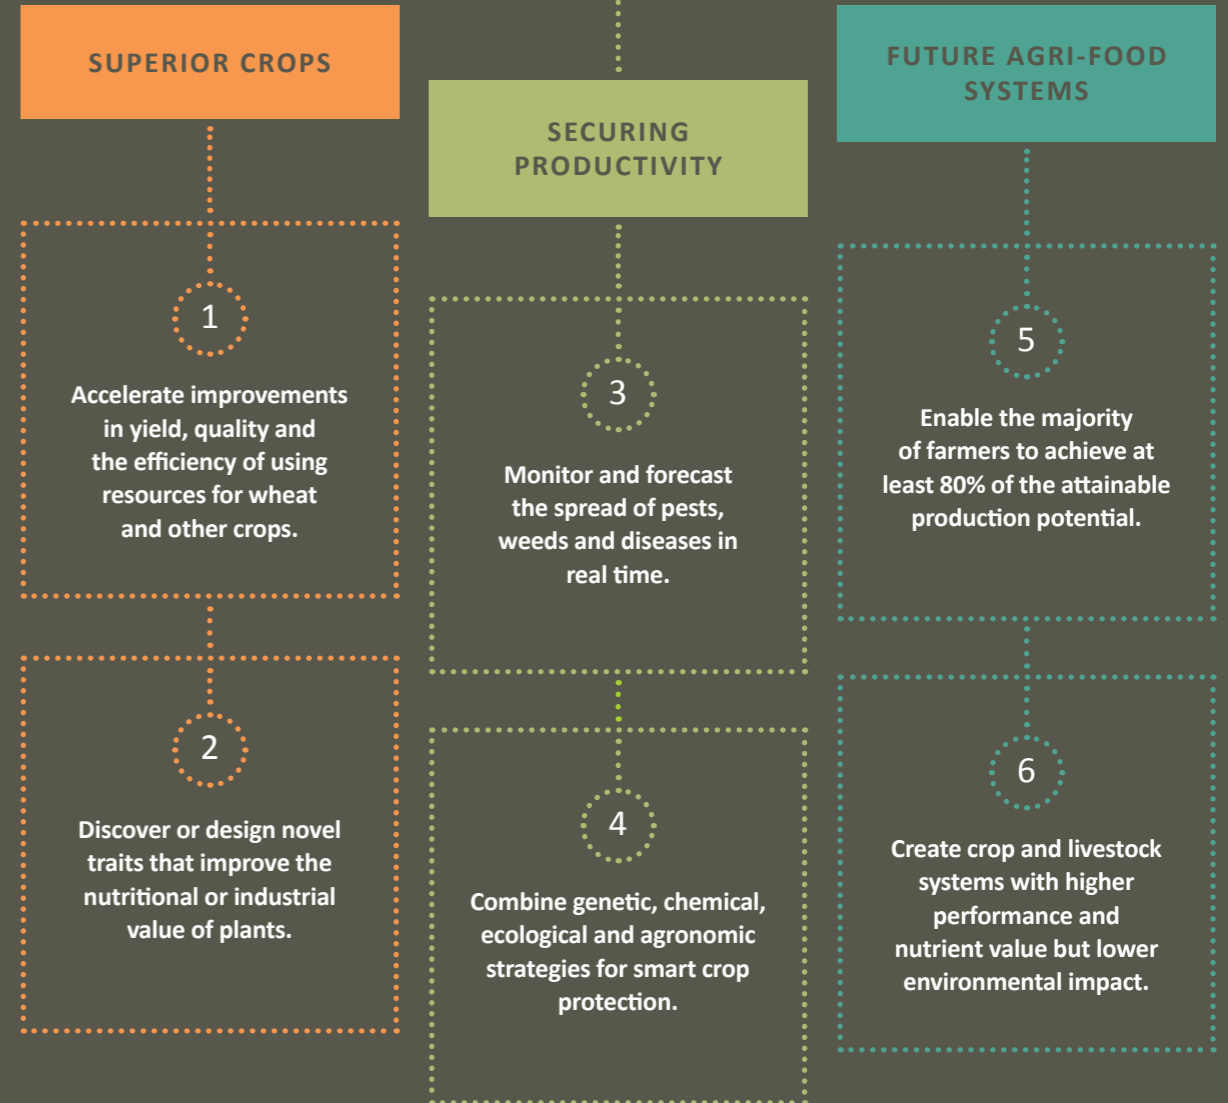 SUPERIOR CROPS
1
Accelerate improvements
in yield, quality and
the efficiency of using
resources for wheat
and other crops.
2
Discover or design novel
traits that improve the
nutritional or industrial
value of plants.
SECURING
PRODUCTIVITY
3
Monitor and forecast
the spread of pests,
weeds and diseases in
real time.
4
Combine genetic, chemical,
ecological and agronomic
strategies for smart crop
protection.
FUTURE AGRI-FOOD
SYSTEMS
5
Enable the majority
of farmers to achieve at
least 80% of the attainable
production potential.
6
Create crop and livestock
systems with higher
performance and
nutrient value but lower
environmental impact.